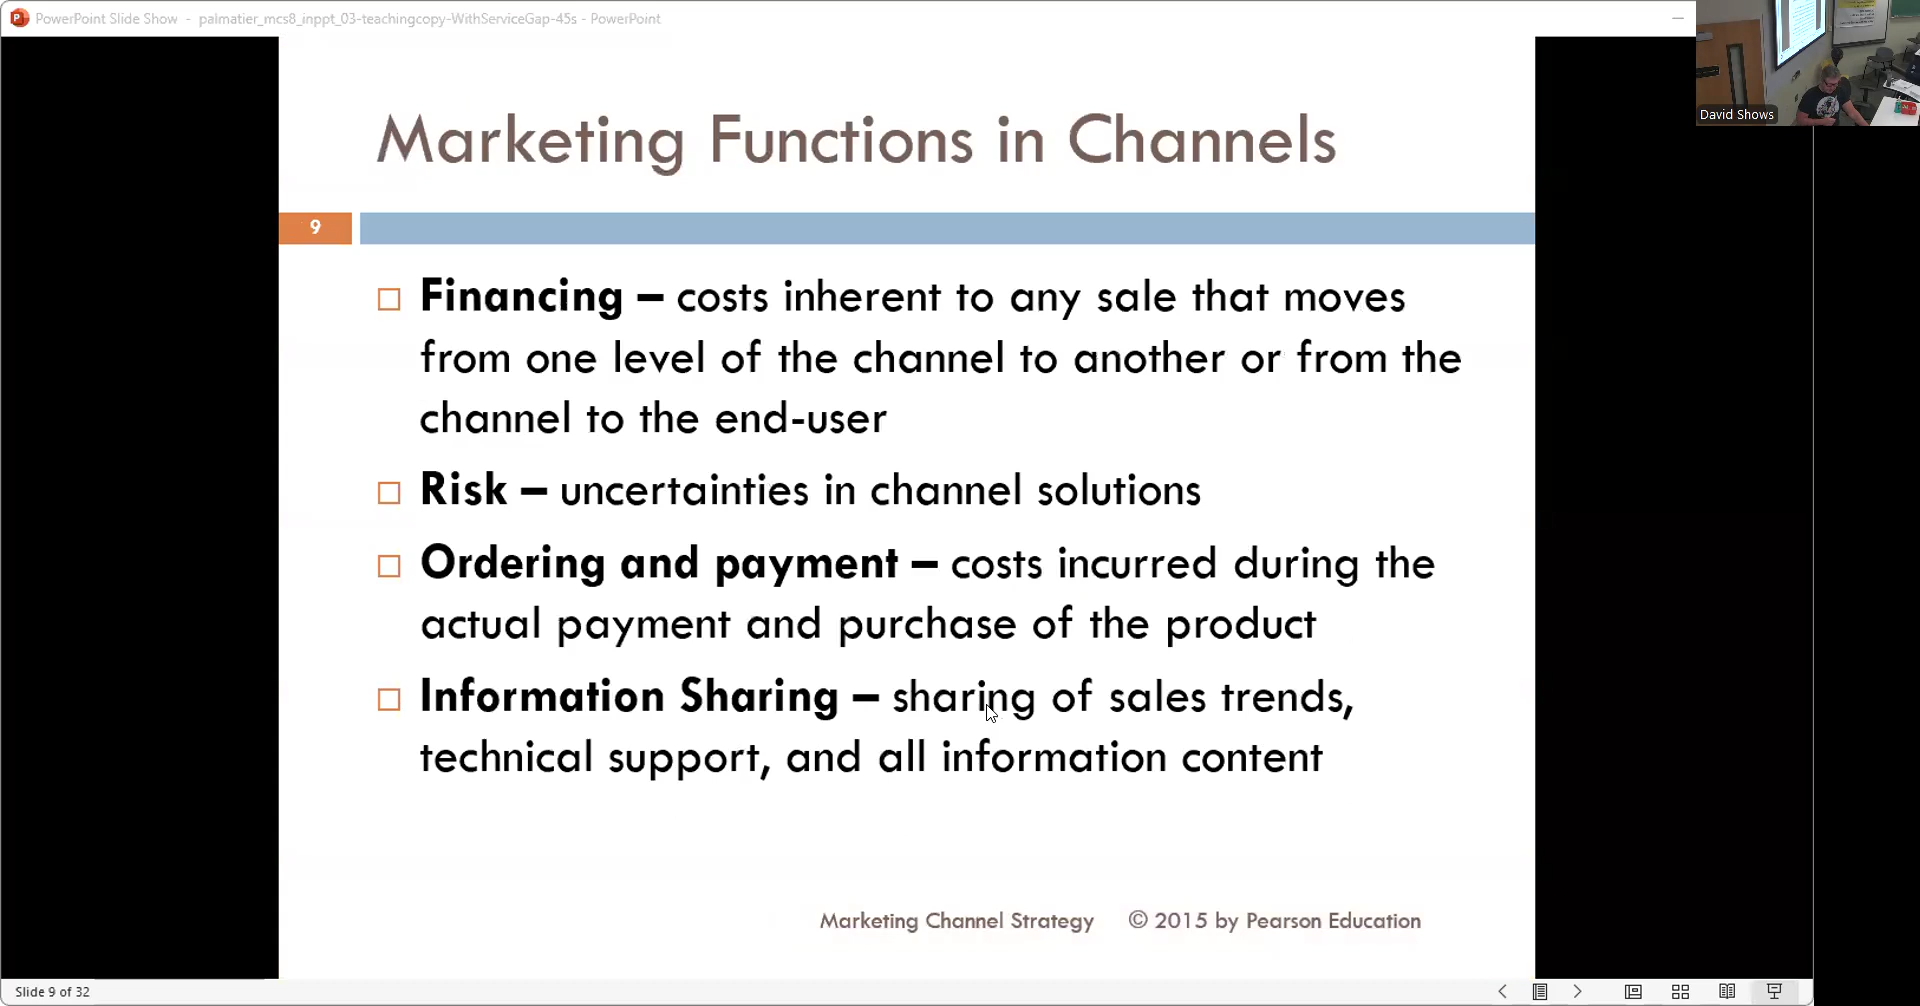 PowerPoint Slide Show - palmatier_mcs8_inppt_03-teachingcopy-WithServiceGap-45s - PowerPoint
David Shows
Marketing Functions in Channels
9
Financing – costs inherent to any sale that moves
from one level of the channel to another or from the
channel to the end-user
Risk – uncertainties in channel solutions
Ordering and payment – costs incurred during the
actual payment and purchase of the product
Information Sharing – sharing of sales trends,
technical support, and all information content
Marketing Channel Strategy © 2015 by Pearson Education
Slide 9 of 32